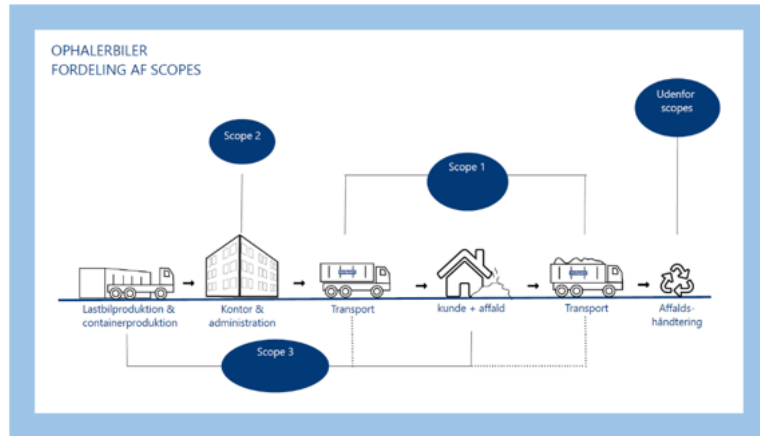 OPHALERBILER
FORDELING AF SCOPES
Udenfor
scopes
Scope 2
Scope 1
Lastbilproduktion &
containerproduktion
Kontor &
administration
Transport
kunde + affald
Transport
Affalds-
håndtering
Scope 3